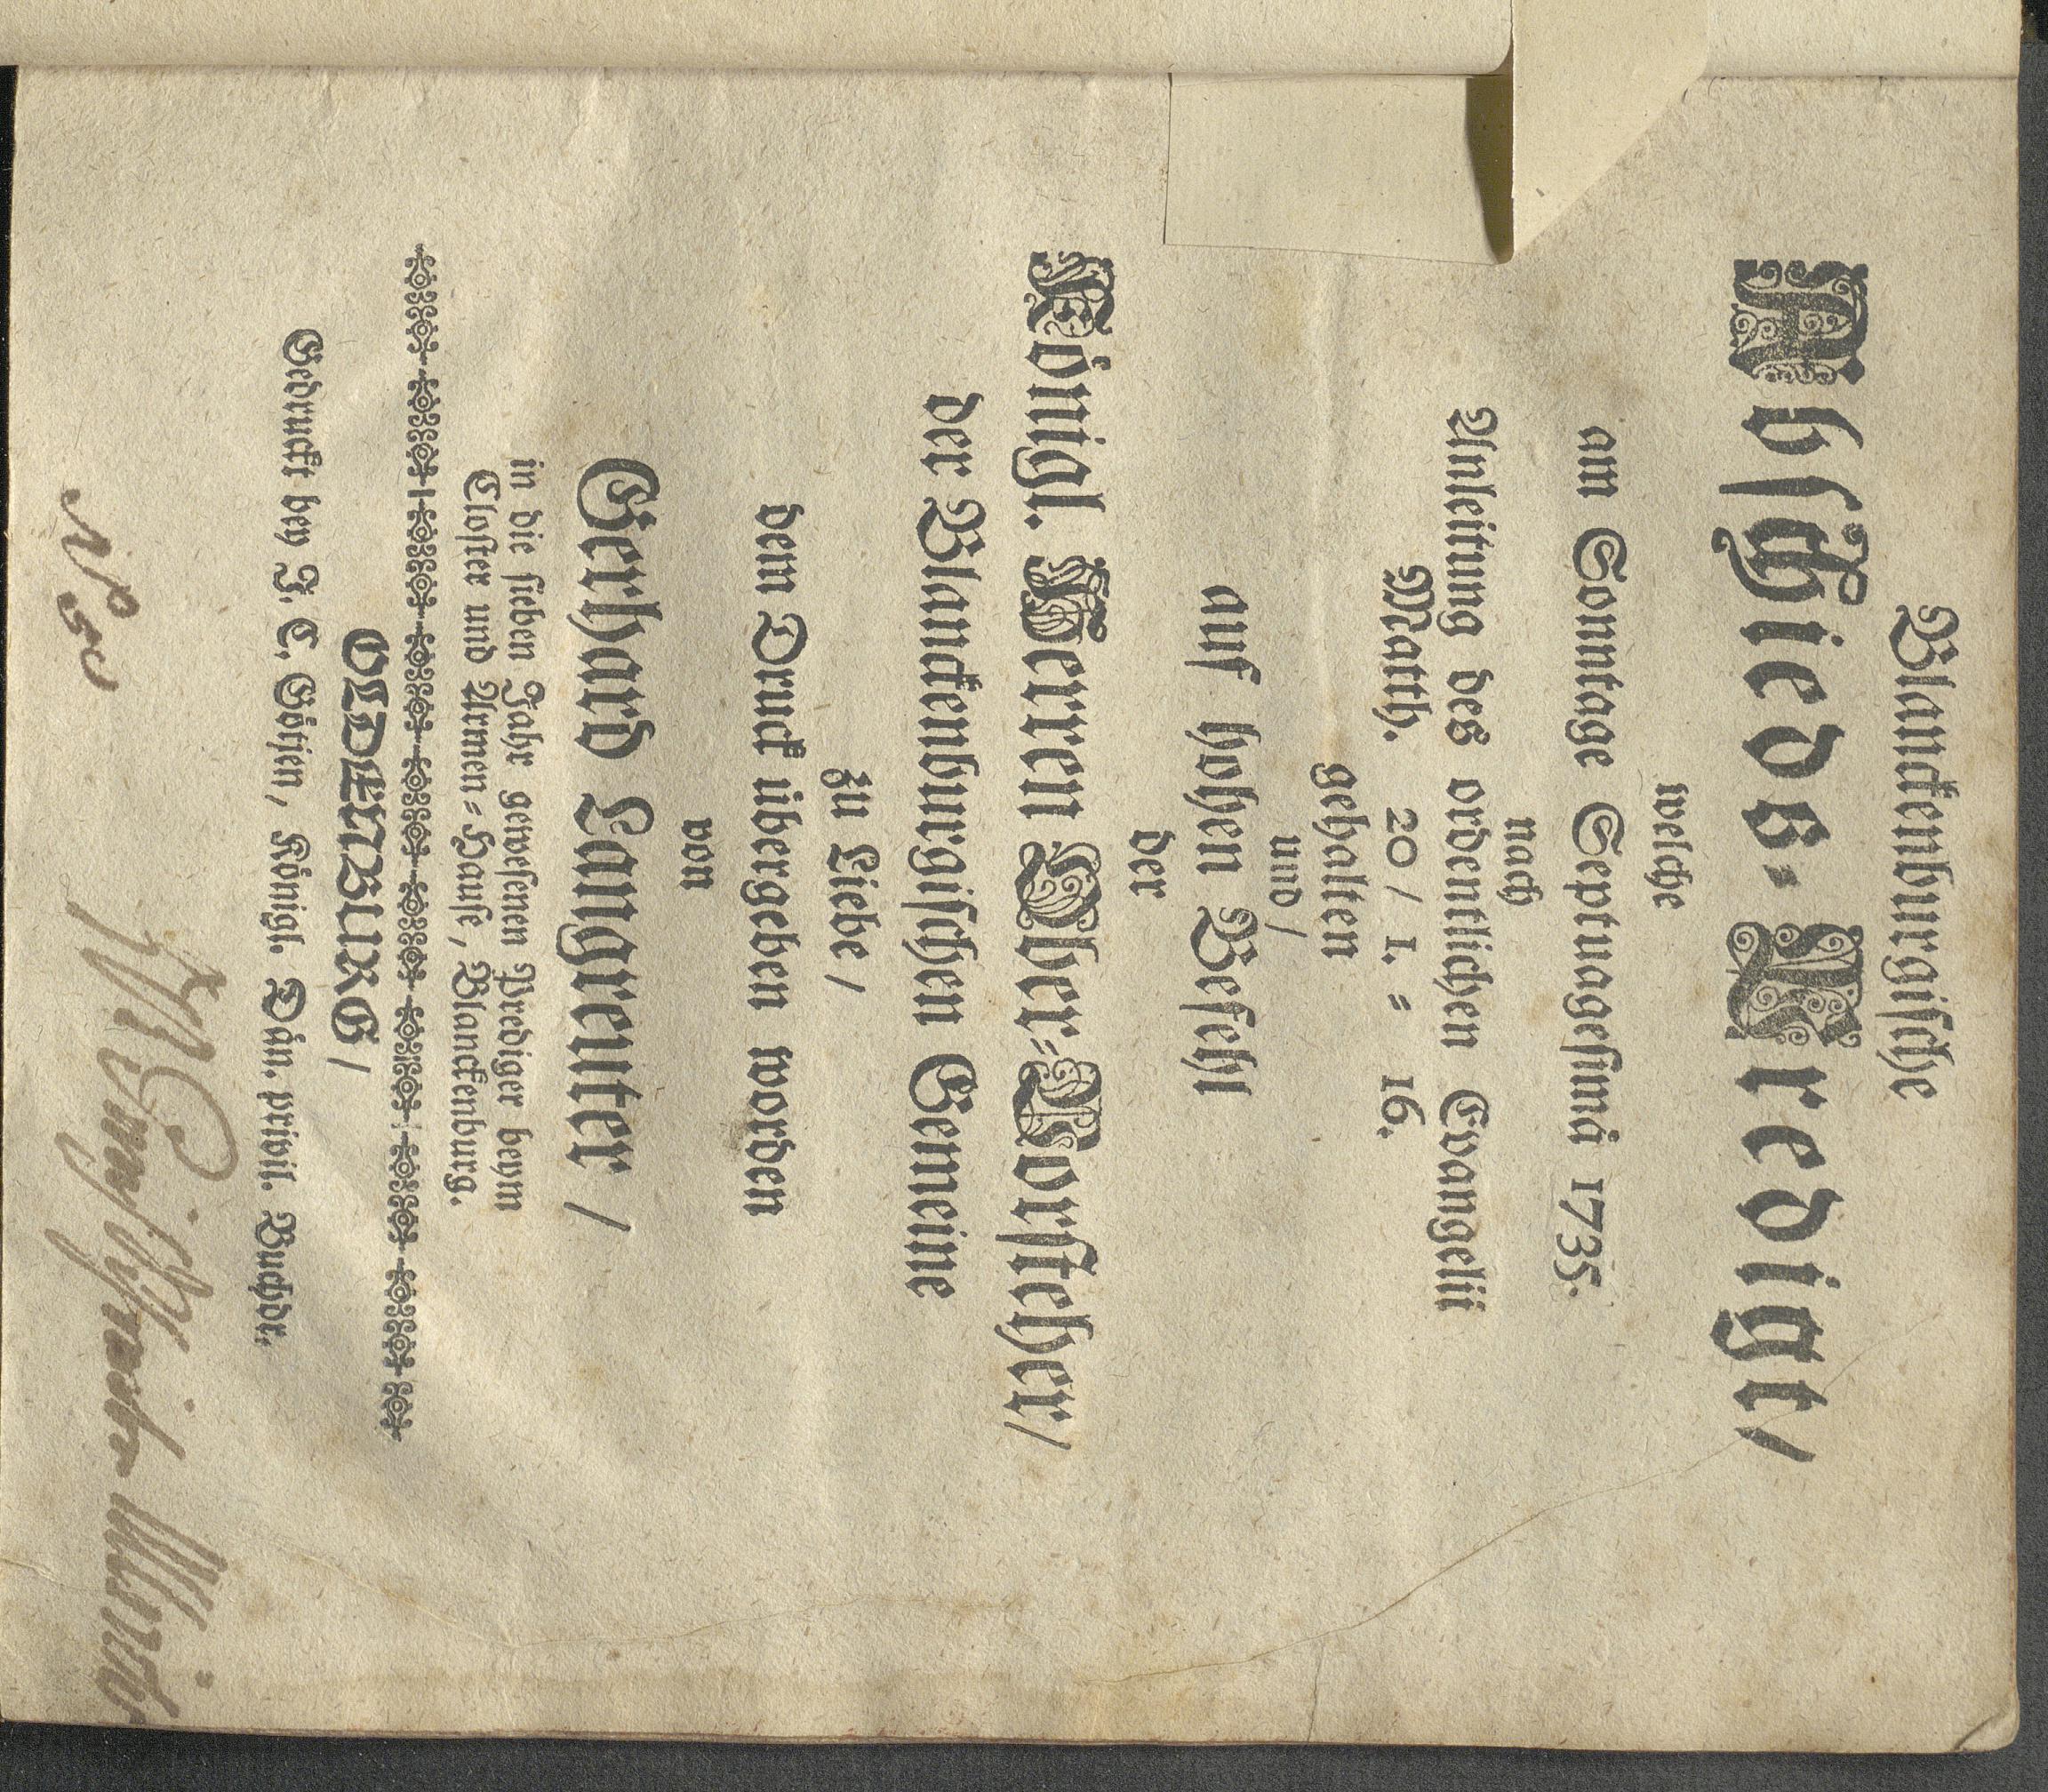 Blanckenburgische
Abschieds-Predigt/
welche
am Sonntage Septuagesimä 1735.
nach
Anleitung des ordentlichen Evangelii
Matth. 20/ 1. = 16.
gehalten
und/
auf hohen Befehl
der
Königl. Herren Ober=Vorsteher/
der Blanckenburgischen Gemeine
zu Liebe/
dem Druck übergeben worden
von
Gerhard Langreuter/
in die sieben Jahr gewesenen Prediger beym
Closter und Armen=Hause, Blanckenburg.
OLDENBURG/
Gedruckt bey J. C. Götjen, Königl. Dän. privil. Buchdr.